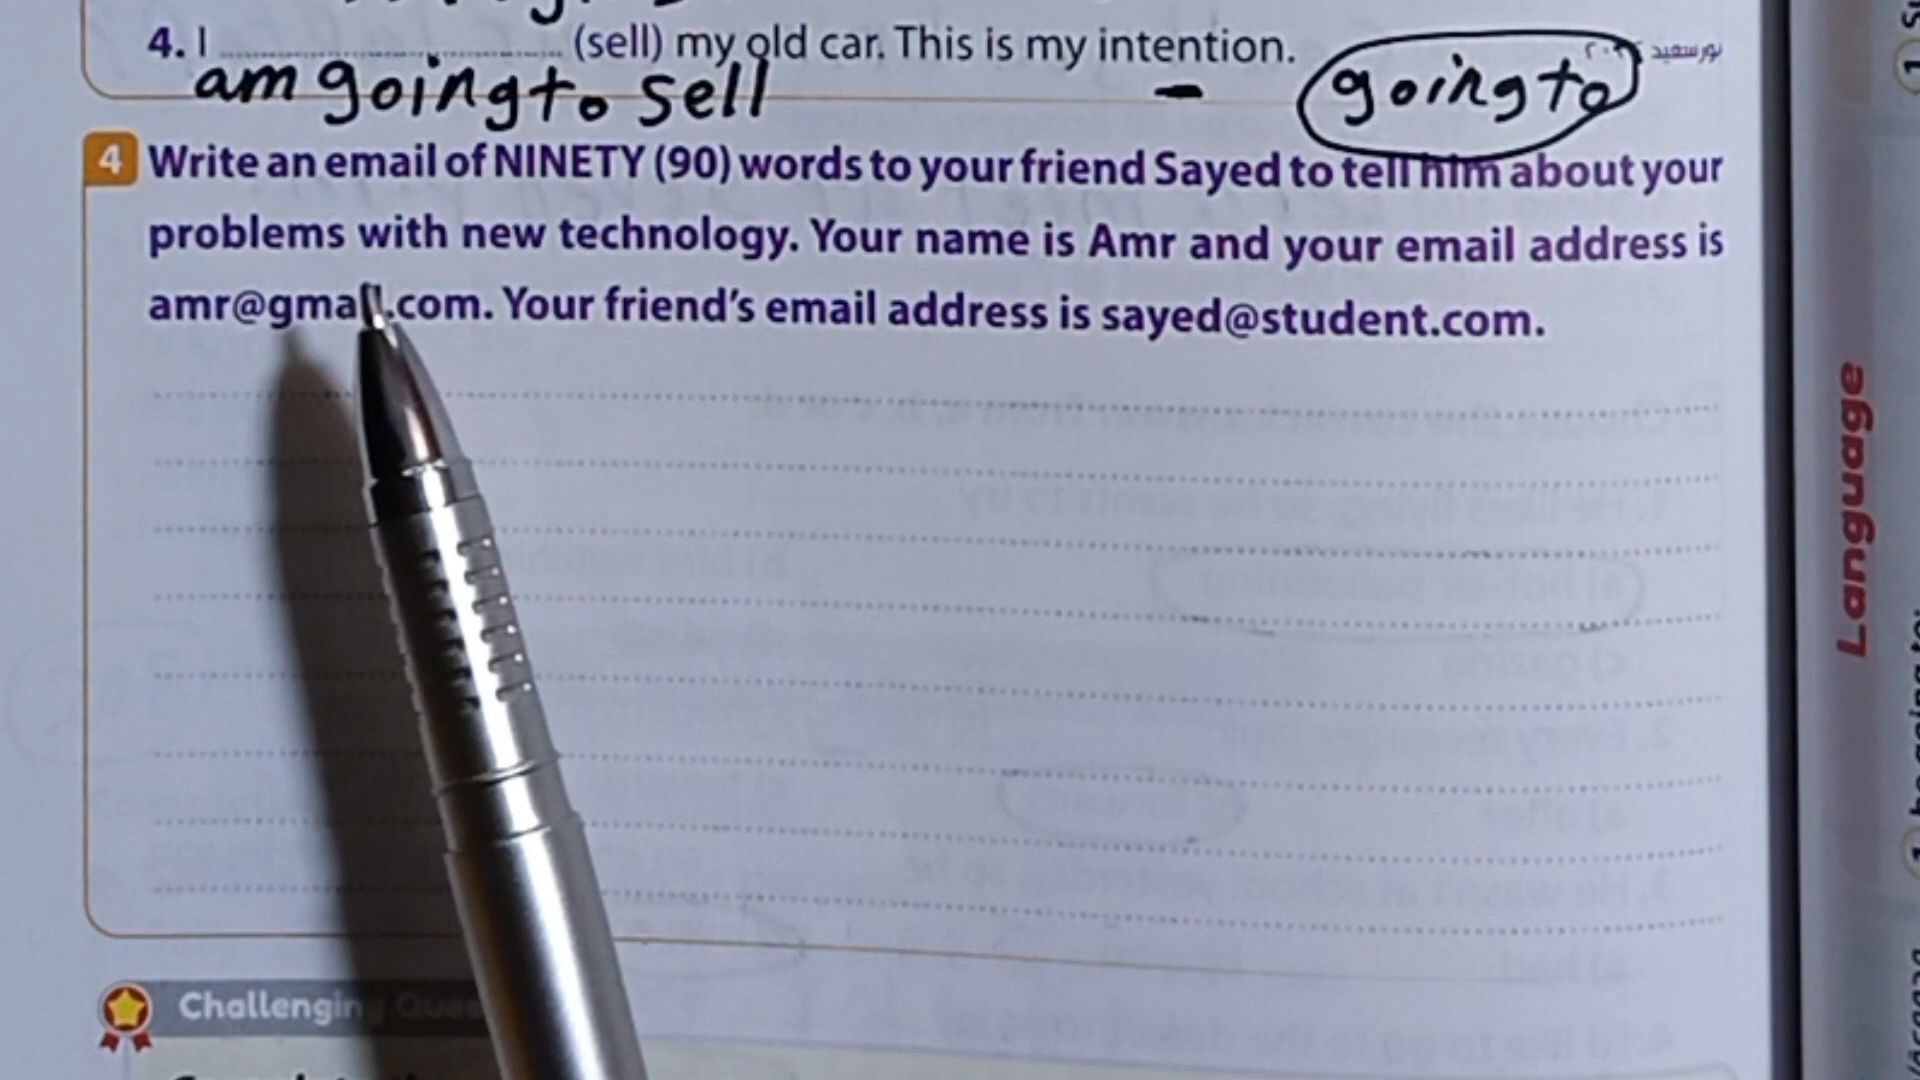 4. I .................... (sell) my old car. This is my intention.
am going to sell - going to
4 Write an email of NINETY (90) words to your friend Sayed to tell him about your
problems with new technology. Your name is Amr and your email address is
amr@gmail.com. Your friend's email address is sayed@student.com.
Challenging
Language